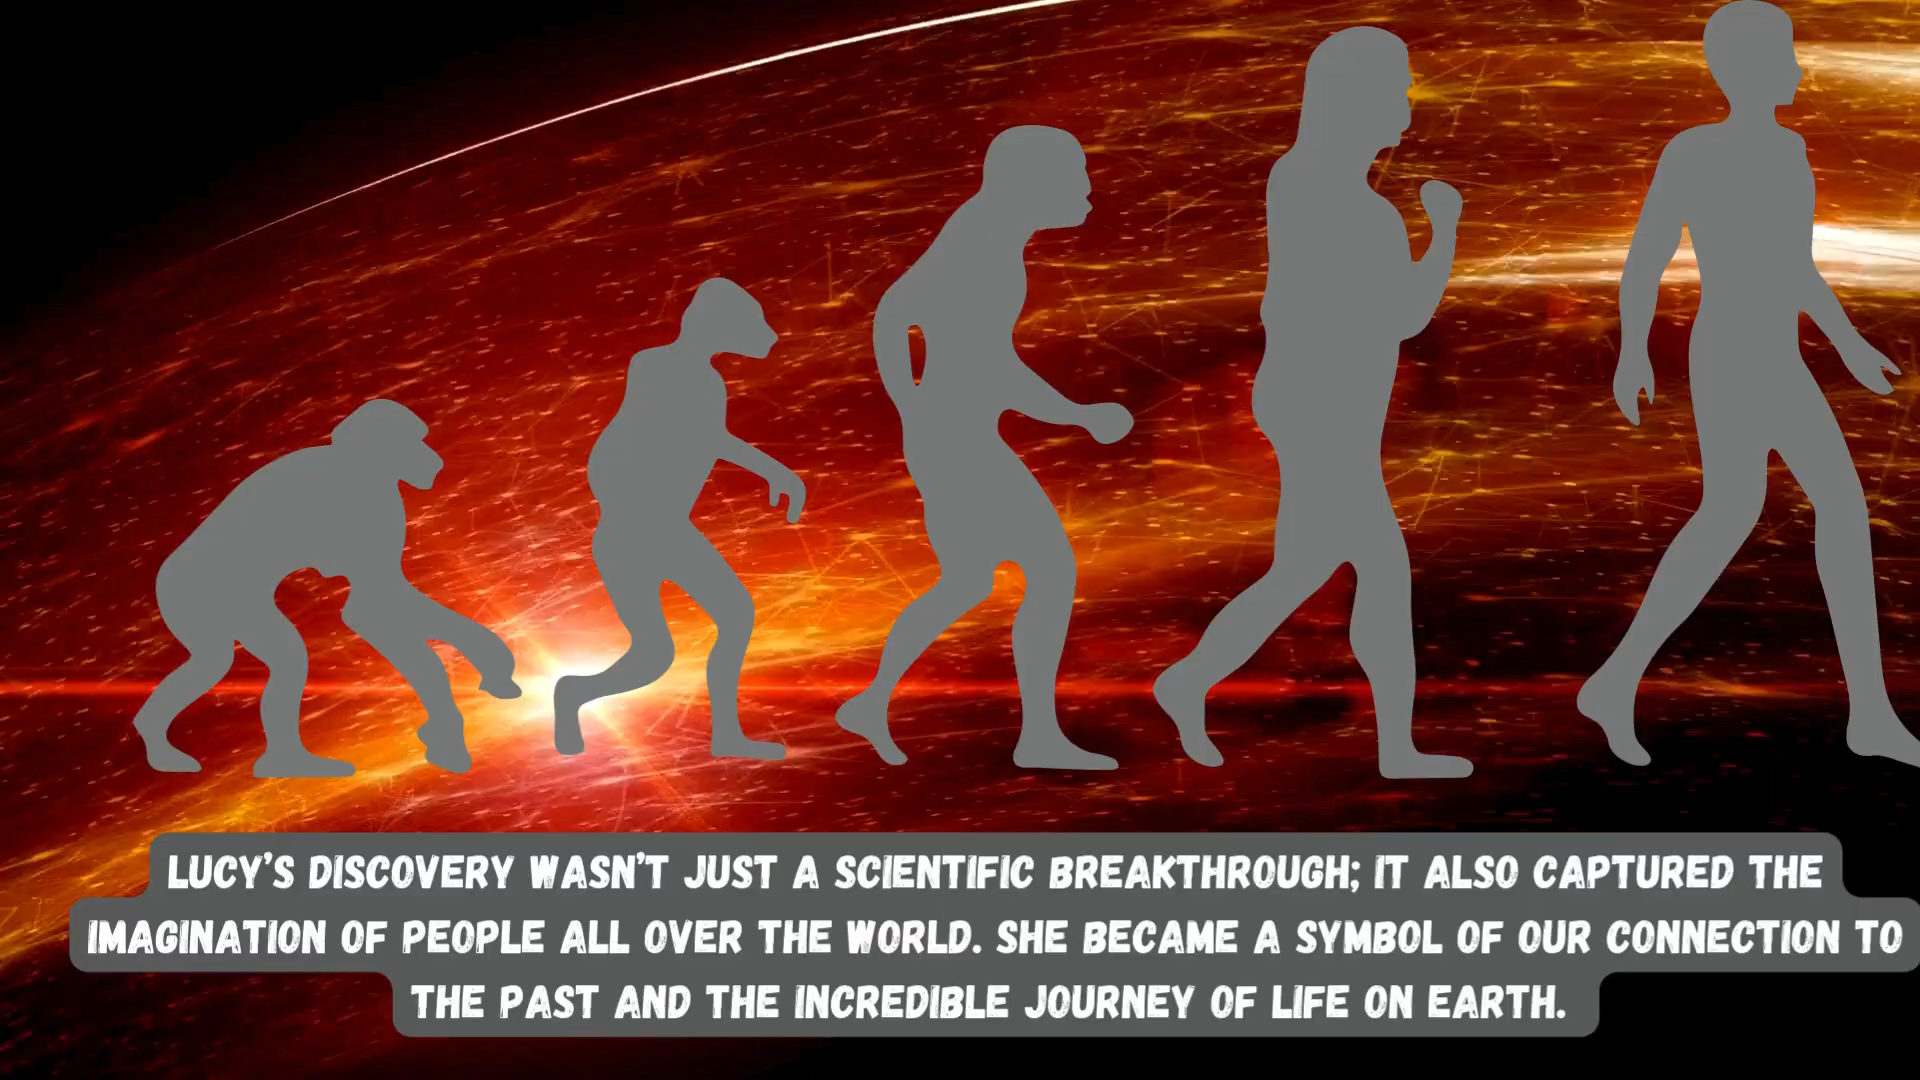 LUCY'S DISCOVERY WASN'T JUST A SCIENTIFIC BREAKTHROUGH; IT ALSO CAPTURED THE
IMAGINATION OF PEOPLE ALL OVER THE WORLD. SHE BECAME A SYMBOL OF OUR CONNECTION TO
THE PAST AND THE INCREDIBLE JOURNEY OF LIFE ON EARTH.